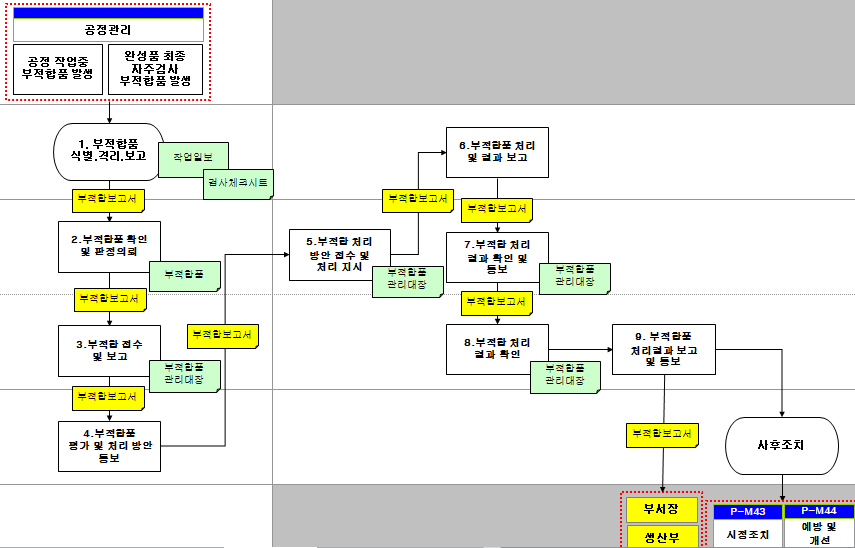 공정관리
공정 작업중
부적합품 발생
완성품 최종
자주검사
부적합품 발생
1. 부적합품
식별.격리.보고
작업일보
검사체크시트
부적합보고서
2.부적합품 확인
및 판정의뢰
부적합품
부적합보고서
3.부적합 접수
및 보고
부적합품
관리대장
부적합보고서
4.부적합품
평가 및 처리 방안
통보
부적합보고서
5.부적합 처리
방안 접수 및
처리 지시
부적합품
관리대장
부적합보고서
6.부적합품 처리
및 결과 보고
부적합보고서
7.부적합 처리
결과 확인 및
통보
부적합품
관리대장
부적합보고서
8.부적합 처리
결과 확인
부적합품
관리대장
9. 부적합품
처리결과 보고
및 통보
부적합보고서
사후조치
부서장
생산부
P-M43
시정조치
P-M44
예방 및
개선